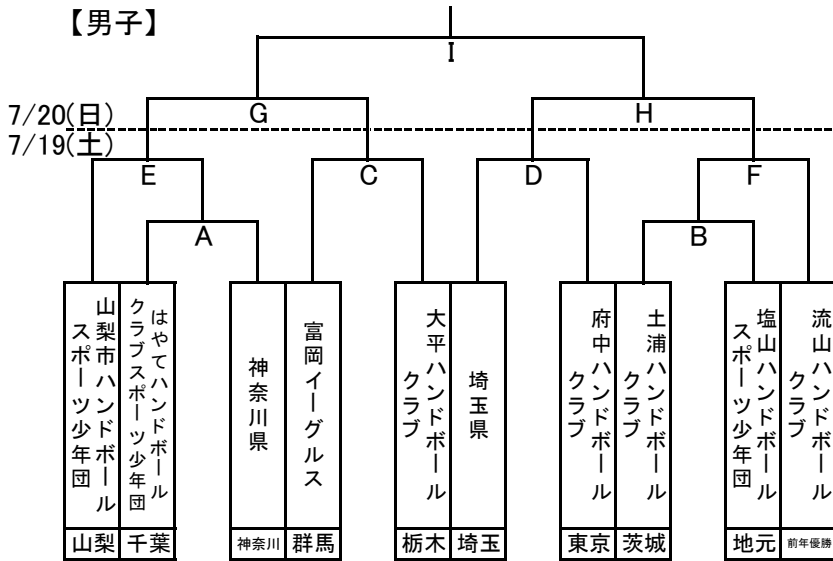 【男子】
I
7/20(日)
G
H
7/19(土)
E
C
D
F
A
B
山梨市ハンドボール
スポーツ少年団
はやてハンドボール
クラブスポーツ少年団
神奈川県
富岡イーグルス
大平ハンドボール
クラブ
埼玉県
府中ハンドボール
クラブ
土浦ハンドボール
クラブ
塩山ハンドボール
スポーツ少年団
流山ハンドボール
クラブ
山梨
千葉
神奈川
群馬
栃木
埼玉
東京
茨城
地元
前年優勝